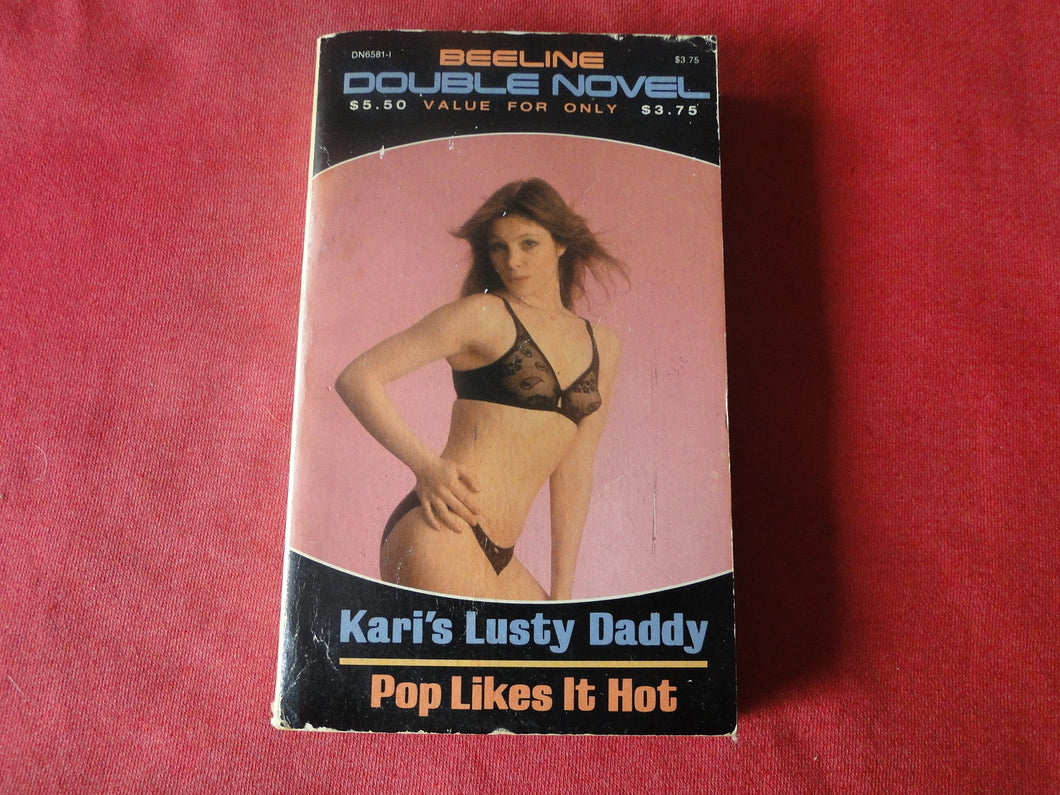 DN6581-I
BEELINE
$3.75
DOUBLE NOVEL
$5.50 VALUE FOR ONLY $3.75
Kari's Lusty Daddy
Pop Likes It Hot